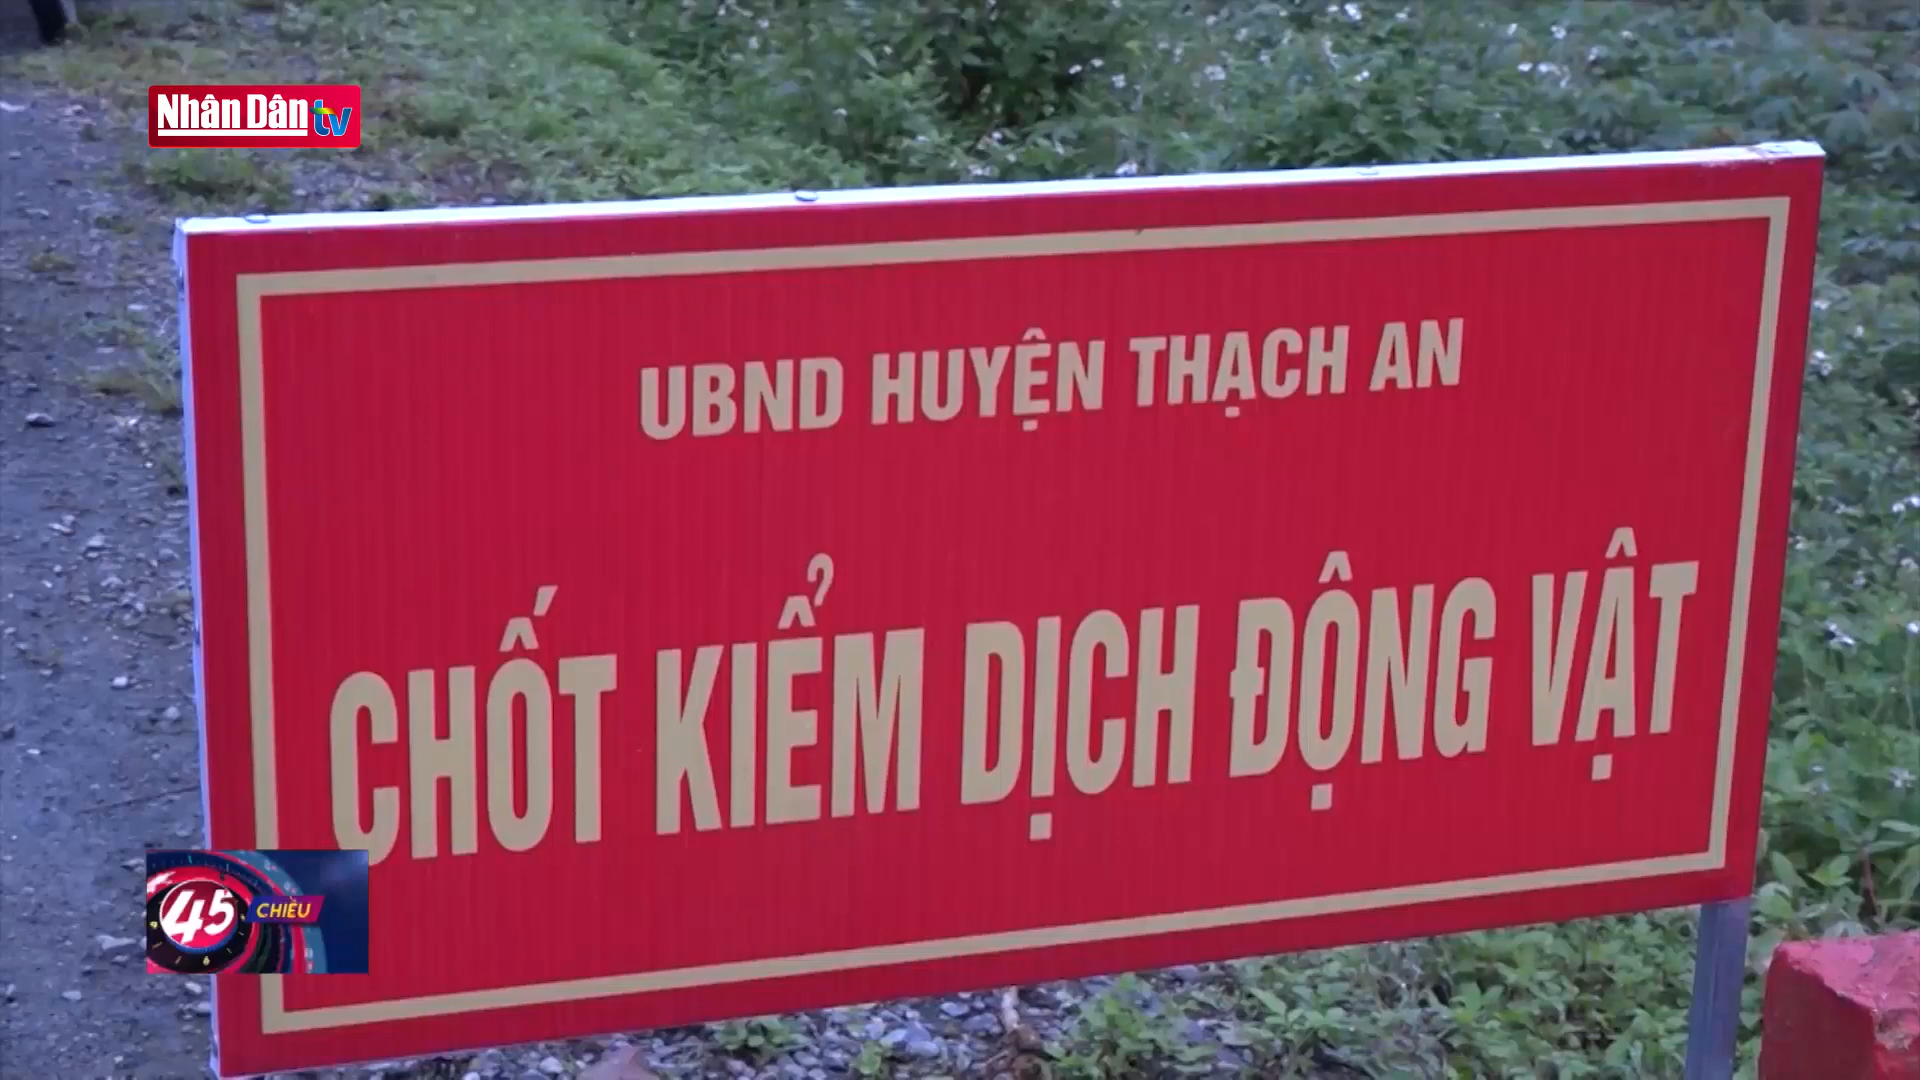 Nhân Dân tv
UBND HUYỆN THẠCH AN
CHỐT KIỂM DỊCH ĐỘNG VẬT
45 CHIỀU